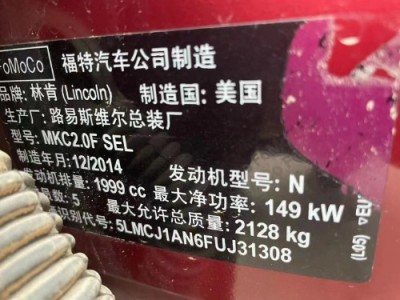 FoMoCo 福特汽车公司制造
品牌: 林肯 (Lincoln) 制造国: 美国
生产厂: 路易斯维尔总装厂
型号: MKC2.0F SEL
制造年月:12/2014 发动机型号: N
发动机排量: 1999 cc 最大净功率: 149 kW
员数: 5 最大允许总质量: 2128 kg
识别代号: 5LMCJ1AN6FUJ31308
(L05)